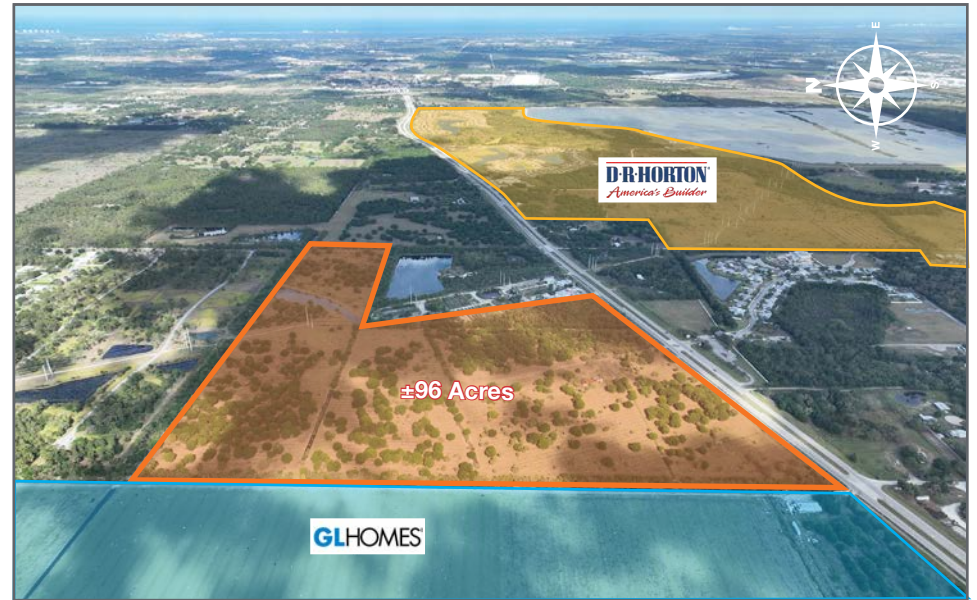 E
N
S
W
D·R·HORTON®
America's Builder
±96 Acres
GLHOMES®